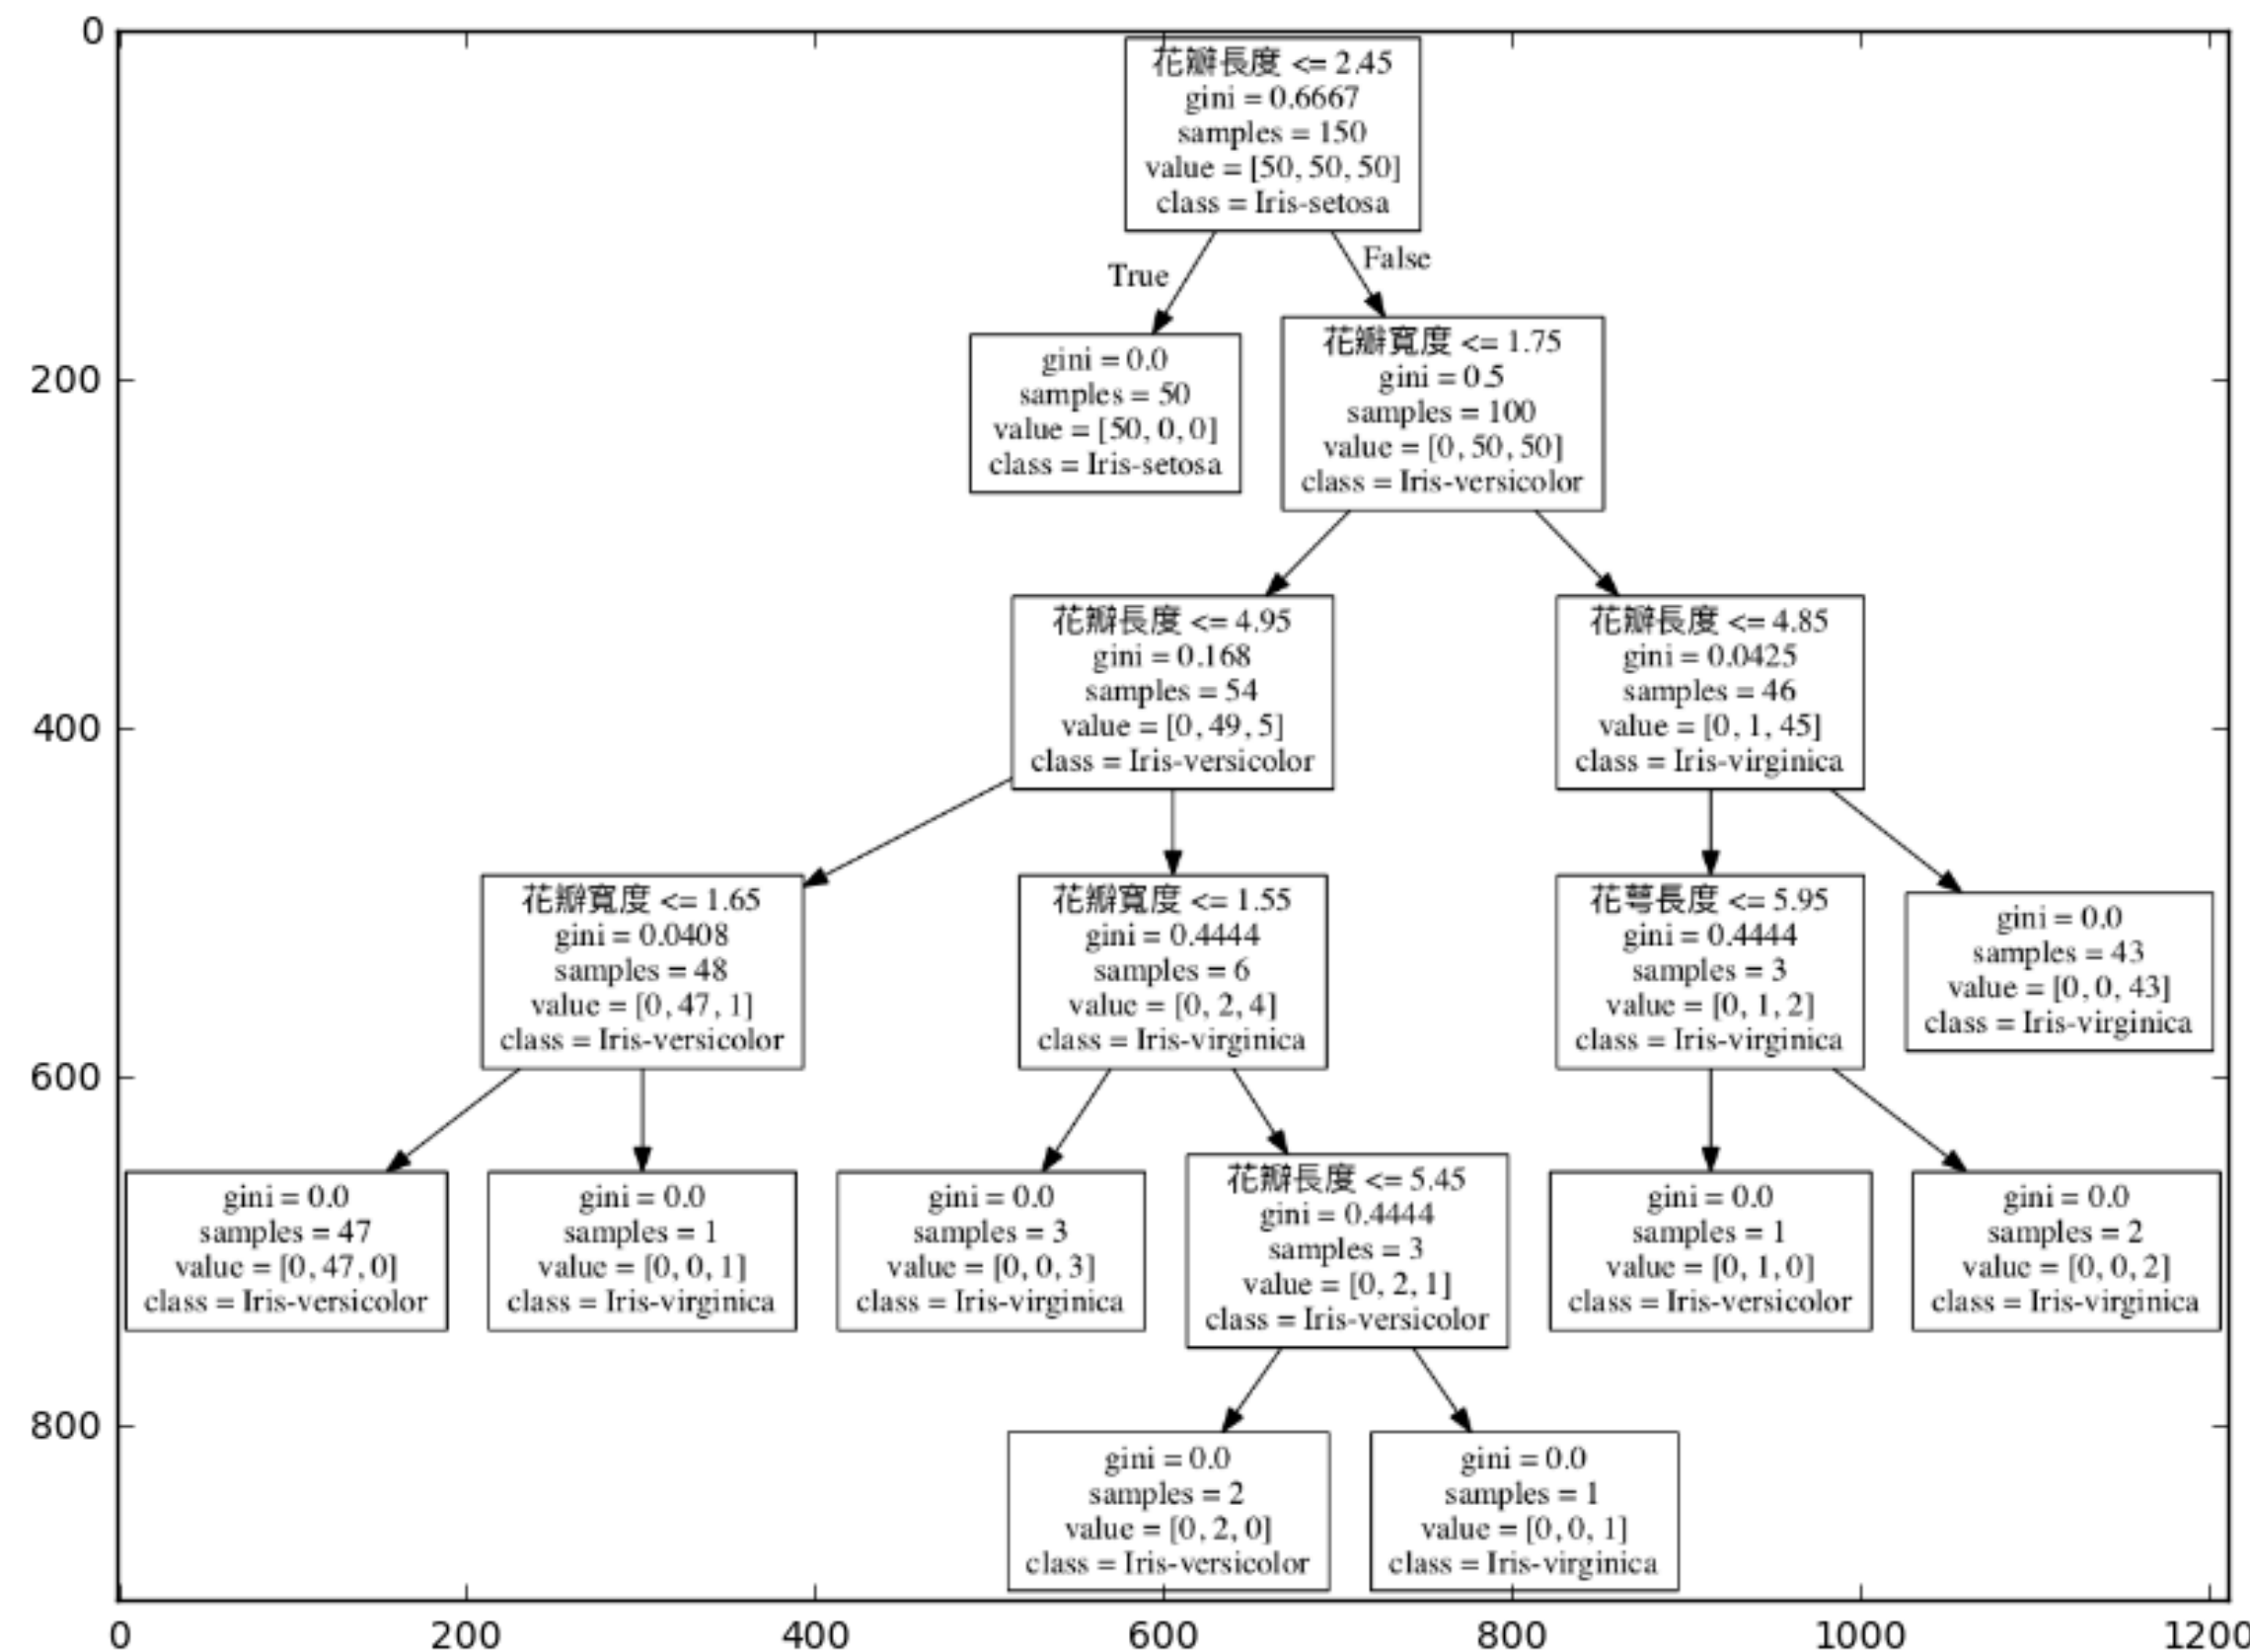 0
花瓣長度 <= 2.45
gini = 0.6667
samples = 150
value = [50, 50, 50]
class = Iris-setosa
True
False
200
gini = 0.0
samples = 50
value = [50, 0, 0]
class = Iris-setosa
花瓣寬度 <= 1.75
gini = 0.5
samples = 100
value = [0, 50, 50]
class = Iris-versicolor
400
花瓣長度 <= 4.95
gini = 0.168
samples = 54
value = [0, 49, 5]
class = Iris-versicolor
花瓣長度 <= 4.85
gini = 0.0425
samples = 46
value = [0, 1, 45]
class = Iris-virginica
花瓣寬度 <= 1.65
gini = 0.0408
samples = 48
value = [0, 47, 1]
class = Iris-versicolor
花瓣寬度 <= 1.55
gini = 0.4444
samples = 6
value = [0, 2, 4]
class = Iris-virginica
花萼長度 <= 5.95
gini = 0.4444
samples = 3
value = [0, 1, 2]
class = Iris-virginica
gini = 0.0
samples = 43
value = [0, 0, 43]
class = Iris-virginica
600
gini = 0.0
samples = 47
value = [0, 47, 0]
class = Iris-versicolor
gini = 0.0
samples = 1
value = [0, 0, 1]
class = Iris-virginica
gini = 0.0
samples = 3
value = [0, 0, 3]
class = Iris-virginica
花瓣長度 <= 5.45
gini = 0.4444
samples = 3
value = [0, 2, 1]
class = Iris-versicolor
gini = 0.0
samples = 1
value = [0, 1, 0]
class = Iris-versicolor
gini = 0.0
samples = 2
value = [0, 0, 2]
class = Iris-virginica
800
gini = 0.0
samples = 2
value = [0, 2, 0]
class = Iris-versicolor
gini = 0.0
samples = 1
value = [0, 0, 1]
class = Iris-virginica
0 200 400 600 800 1000 1200